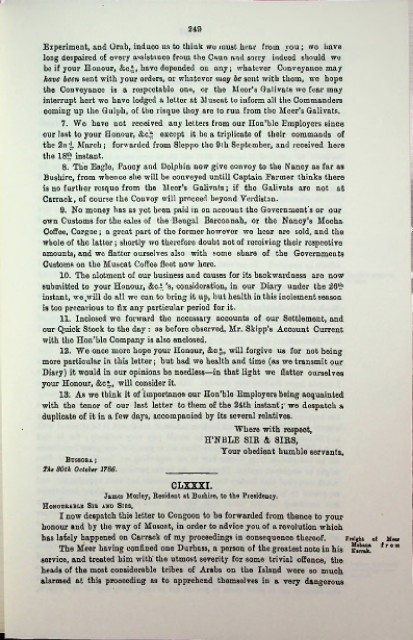 249
Experiment, and Grab, induce us to think we must hear from you; we have
long despaired of every assistance from the Coun and sorry indeed should we
be if your Honour, &c., have depended on any; whatever Conveyance may
have been sent with your orders, or whatever may be sent with them, we hope
the Conveyance is a respectable one, or the Meer's Galivats we fear may
interrupt hert we have lodged a letter at Muscat to inform all the Commanders
coming up the Gulph, of the risque they are to run from the Meer's Galivats.
7. We have not received any letters from our Hon'ble Employers since
our last to your Honour, &c., except it be a triplicate of their commands of
the 2nd March; forwarded from Aleppo the 9th September, and received here
the 18th instant.
8. The Eagle, Fancy and Dolphin now give convoy to the Nancy as far as
Bushire, from whence she will be conveyed untill Captain Farmer thinks there
is no further resque from the Meer's Galivats; if the Galivats are not at
Carrack, of course the Convoy will proceed beyond Verdistan.
9. No money has as yet been paid in on account the Government's or our
own Customs for the sales of the Bengal Barconnah, or the Nancy's Mocha
Coffee, Cargoe; a great part of the former however we hear are sold, and the
whole of the latter; shortly we therefore doubt not of receiving their respective
amounts, and we flatter ourselves also with some share of the Governments
Customs on the Muscat Coffee fleet now here.
10. The alotment of our business and causes for its backwardness are now
submitted to your Honour, &c.'s, consideration, in our Diary under the 26th
instant, we will do all we can to bring it up, but health in this inclement season
is too precarious to fix any particular period for it.
11. Inclosed we forward the necessary accounts of our Settlement, and
our Quick Stock to the day: as before observed, Mr. Skipp's Account Current
with the Hon'ble Company is also enclosed.
12. We once more hope your Honour, &c., will forgive us for not being
more particular in this letter; but had we health and time (as we transmit our
Diary) it would in our opinions be needless—in that light we flatter ourselves
your Honour, &c., will consider it.
13. As we think it of importance our Hon'ble Employers being acquainted
with the tenor of our last letter to them of the 24th instant; we despatch a
duplicate of it in a few days, accompanied by its several relatives.
Where with respect,
H'NBLE SIR & SIRS,
Your obedient humble servants,
BUSSORA;
The 30th October 1766.
CLXXXI.
James Morley, Resident at Bushire, to the Presidency.
HONOURABLE SIR AND SIRS,
I now despatch this letter to Congoon to be forwarded from thence to your
honour and by the way of Muscat, in order to advice you of a revolution which
has lately happened on Carrack of my proceedings in consequence thereof.
Freight of Meer
Mohana from
Karrak.
The Meer having confined one Durbass, a person of the greatest note in his
service, and treated him with the utmost severity for some trivial offence, the
heads of the most considerable tribes of Arabs on the Island were so much
alarmed at this proceeding as to apprehend themselves in a very dangerous